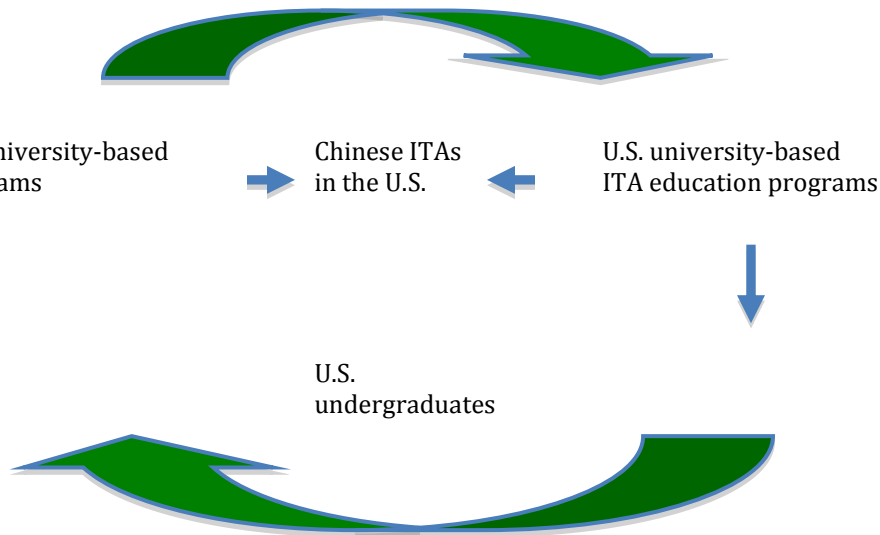 niversity-based
ams
Chinese ITAs
in the U.S.
U.S. university-based
ITA education programs
U.S.
undergraduates